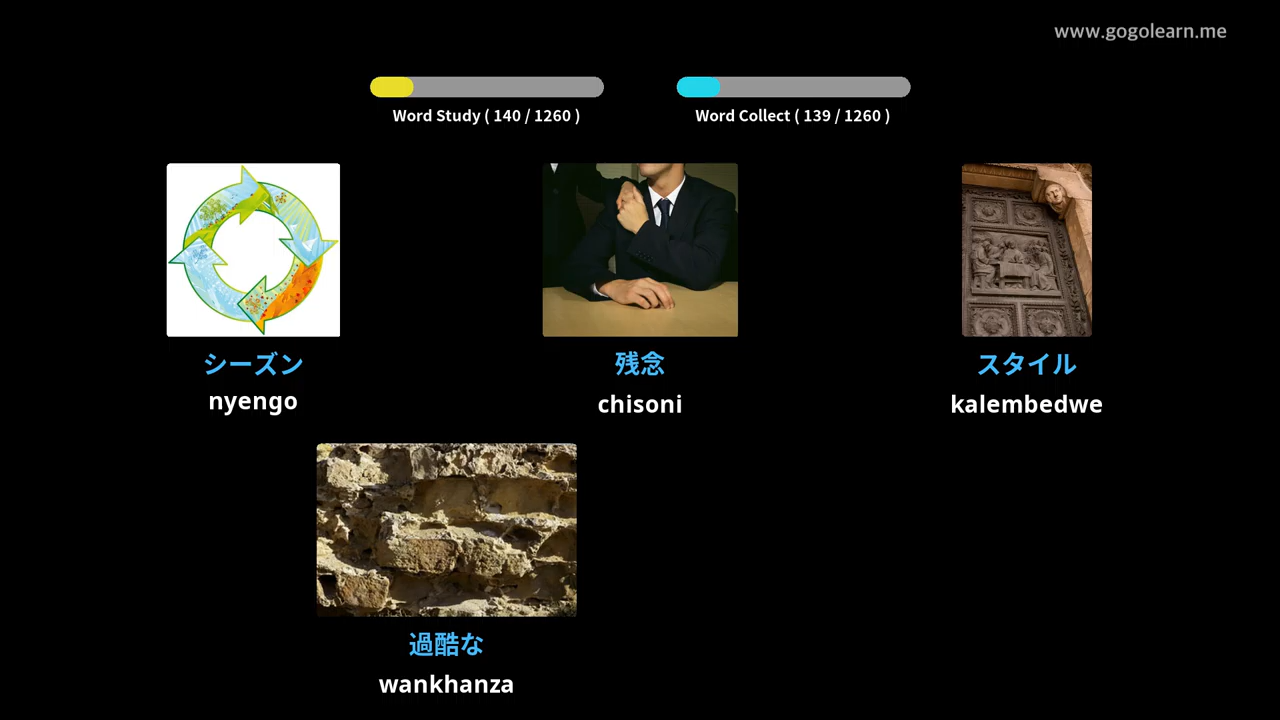 www.gogolearn.me
Word Study ( 140 / 1260 )
Word Collect ( 139 / 1260 )
シーズン
nyengo
残念
chisoni
スタイル
kalembedwe
過酷な
wankhanza